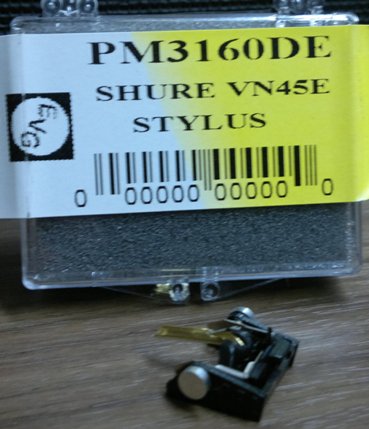 PM3160DE
SHURE VN45E
STYLUS
EVG
0 00000 00000 0